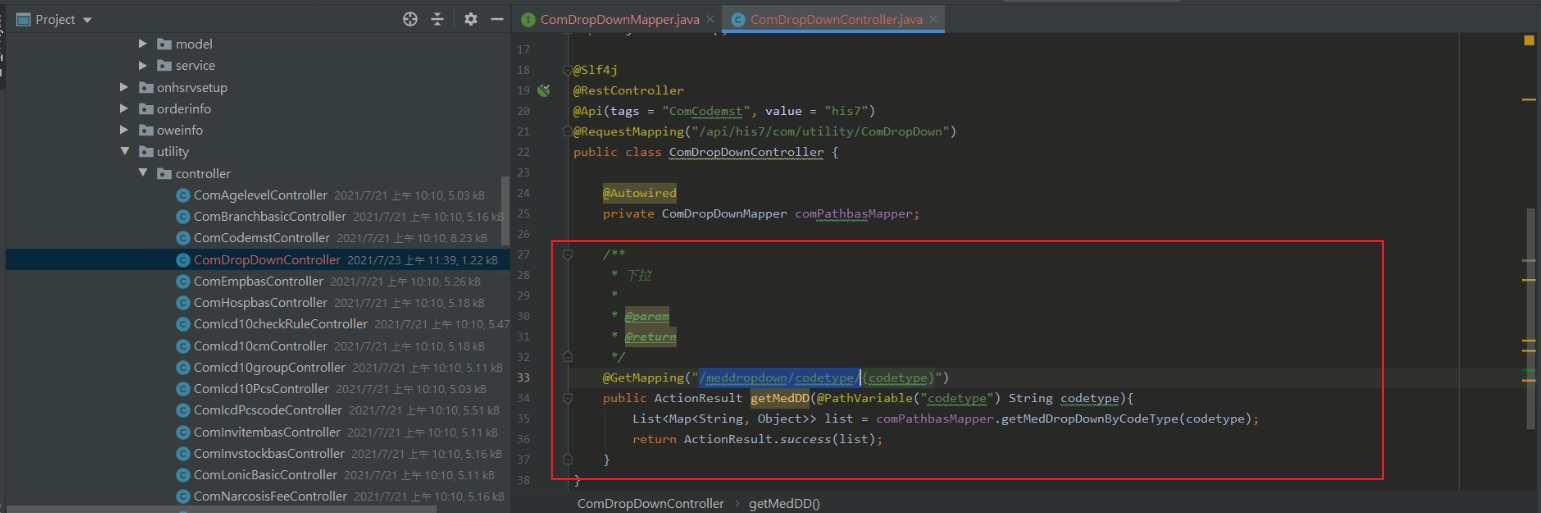 Project
model
service
onhsrvsetup
orderinfo
oweinfo
utility
controller
ComAgelevelController 2021/7/21 上午 10:10, 5.03 kB
ComBranchbasicController 2021/7/21 上午 10:10, 5.16 kB
ComCodemstController 2021/7/21 上午 10:10, 8.23 kB
ComDropDownController 2021/7/23 上午 11:39, 1.22 kB
ComEmpbasController 2021/7/21 上午 10:10, 5.26 kB
ComHospbasController 2021/7/21 上午 10:10, 5.18 kB
ComIcd10checkRuleController 2021/7/21 上午 10:10, 5.47
ComIcd10cmController 2021/7/21 上午 10:10, 5.18 kB
ComIcd10groupController 2021/7/21 上午 10:10, 5.11 kB
ComIcd10PcsController 2021/7/21 上午 10:10, 5.03 kB
ComIcdPcscodeController 2021/7/21 上午 10:10, 5.51 kB
ComInvitembasController 2021/7/21 上午 10:10, 5.11 kB
ComInvstockbasController 2021/7/21 上午 10:10, 5.16 kB
ComLonicBasicController 2021/7/21 上午 10:10, 5.11 kB
ComNarcosisFeeController 2021/7/21 上午 10:10, 5.16 kB
ComDropDownMapper.java
ComDropDownController.java
17
18 @Slf4j
19 @RestController
20 @Api(tags = "ComCodemst", value = "his7")
21 @RequestMapping("/api/his7/com/utility/ComDropDown")
22 public class ComDropDownController {
23
24 @Autowired
25 private ComDropDownMapper comPathbasMapper;
26
27 /**
28 * 下拉
29 *
30 * @param
31 * @return
32 */
33 @GetMapping("/meddropdown/codetype/{codetype}")
34 public ActionResult getMedDD(@PathVariable("codetype") String codetype){
35 List<Map<String, Object>> list = comPathbasMapper.getMedDropDownByCodeType(codetype);
36 return ActionResult.success(list);
37 }
38 }
ComDropDownController › getMedDD()